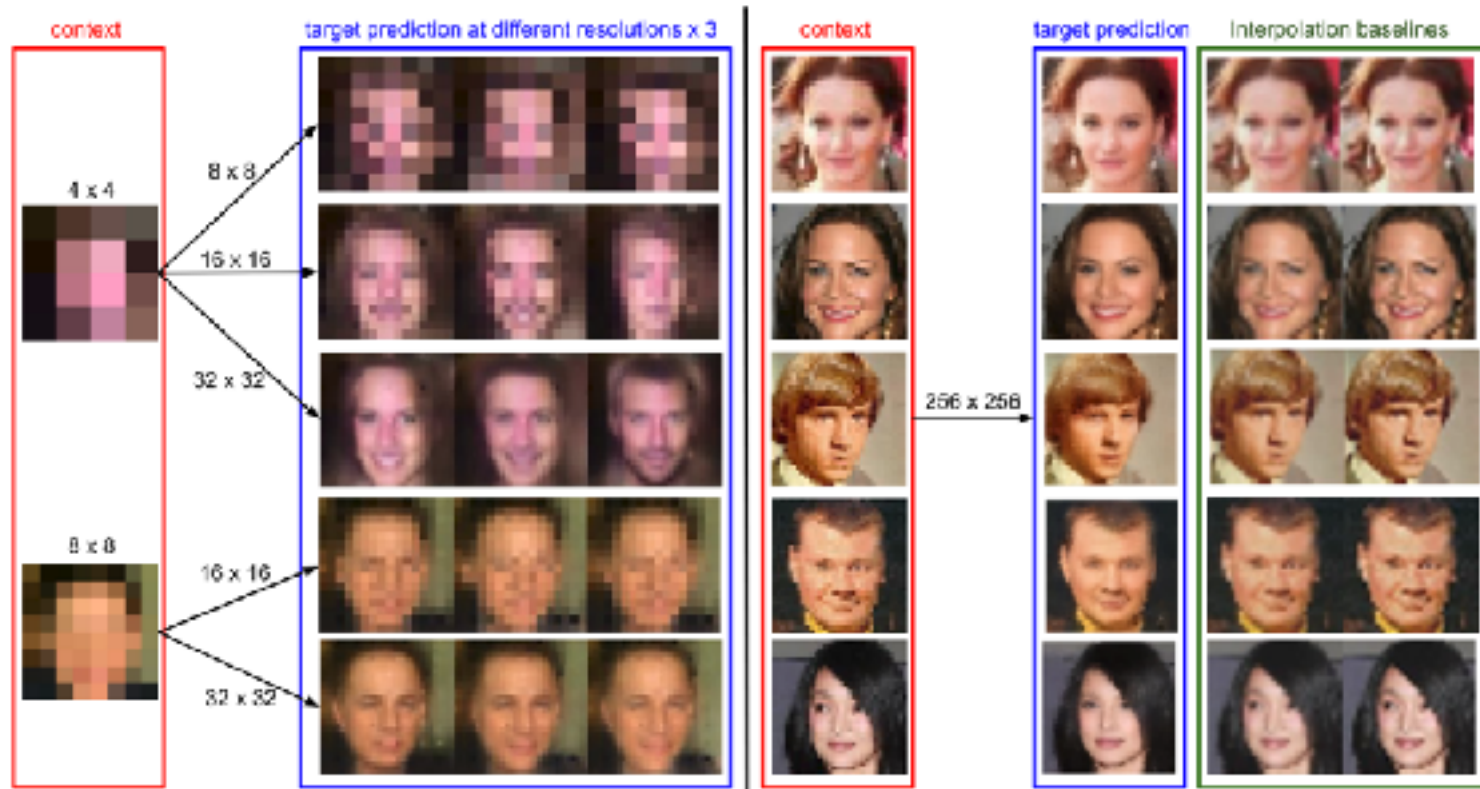 context
target prediction at different resolutions x 3
context
target prediction
Interpolation baselines
4 x 4
8 x 8
16 x 16
32 x 32
256 x 256
8 x 8
16 x 16
32 x 32